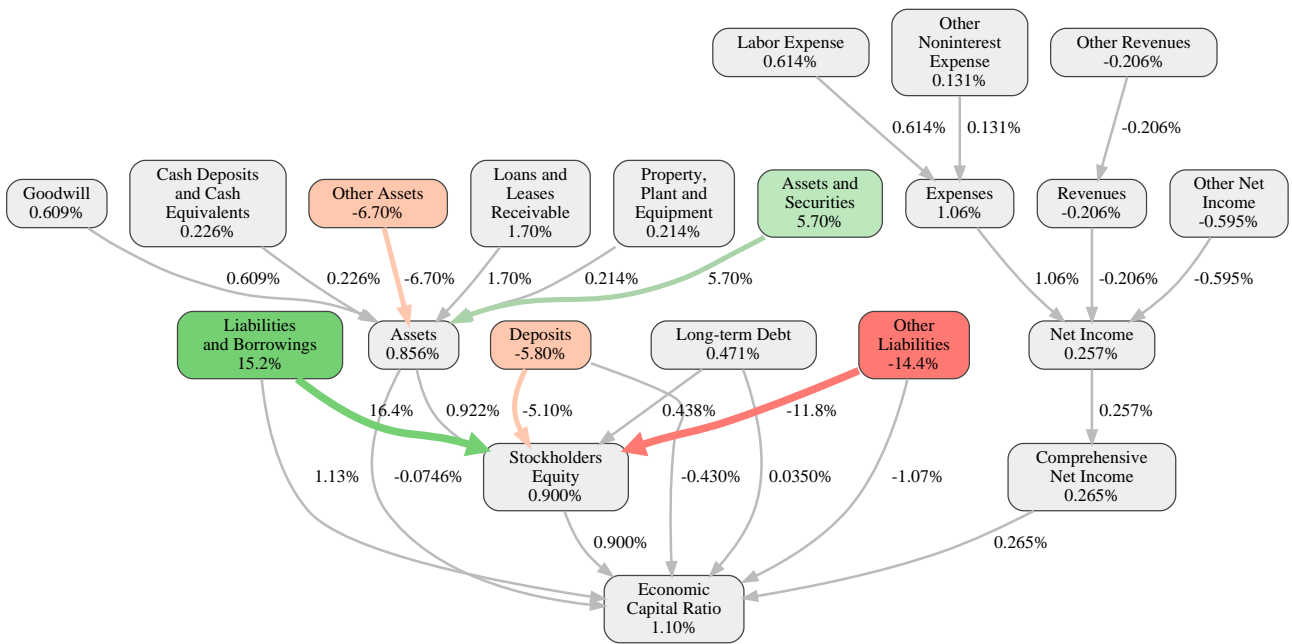 Labor Expense
0.614%
Other
Noninterest
Expense
0.131%
Other Revenues
-0.206%
0.614%
0.131%
-0.206%
Goodwill
0.609%
Cash Deposits
and Cash
Equivalents
0.226%
Other Assets
-6.70%
Loans and
Leases
Receivable
1.70%
Property,
Plant and
Equipment
0.214%
Assets and
Securities
5.70%
Expenses
1.06%
Revenues
-0.206%
Other Net
Income
-0.595%
0.609%
0.226%
-6.70%
1.70%
0.214%
5.70%
1.06%
-0.206%
-0.595%
Liabilities
and Borrowings
15.2%
Assets
0.856%
Deposits
-5.80%
Long-term Debt
0.471%
Other
Liabilities
-14.4%
Net Income
0.257%
16.4%
0.922%
-5.10%
0.438%
-11.8%
0.257%
Stockholders
Equity
0.900%
Comprehensive
Net Income
0.265%
1.13%
-0.0746%
-0.430%
0.0350%
-1.07%
0.900%
0.265%
Economic
Capital Ratio
1.10%